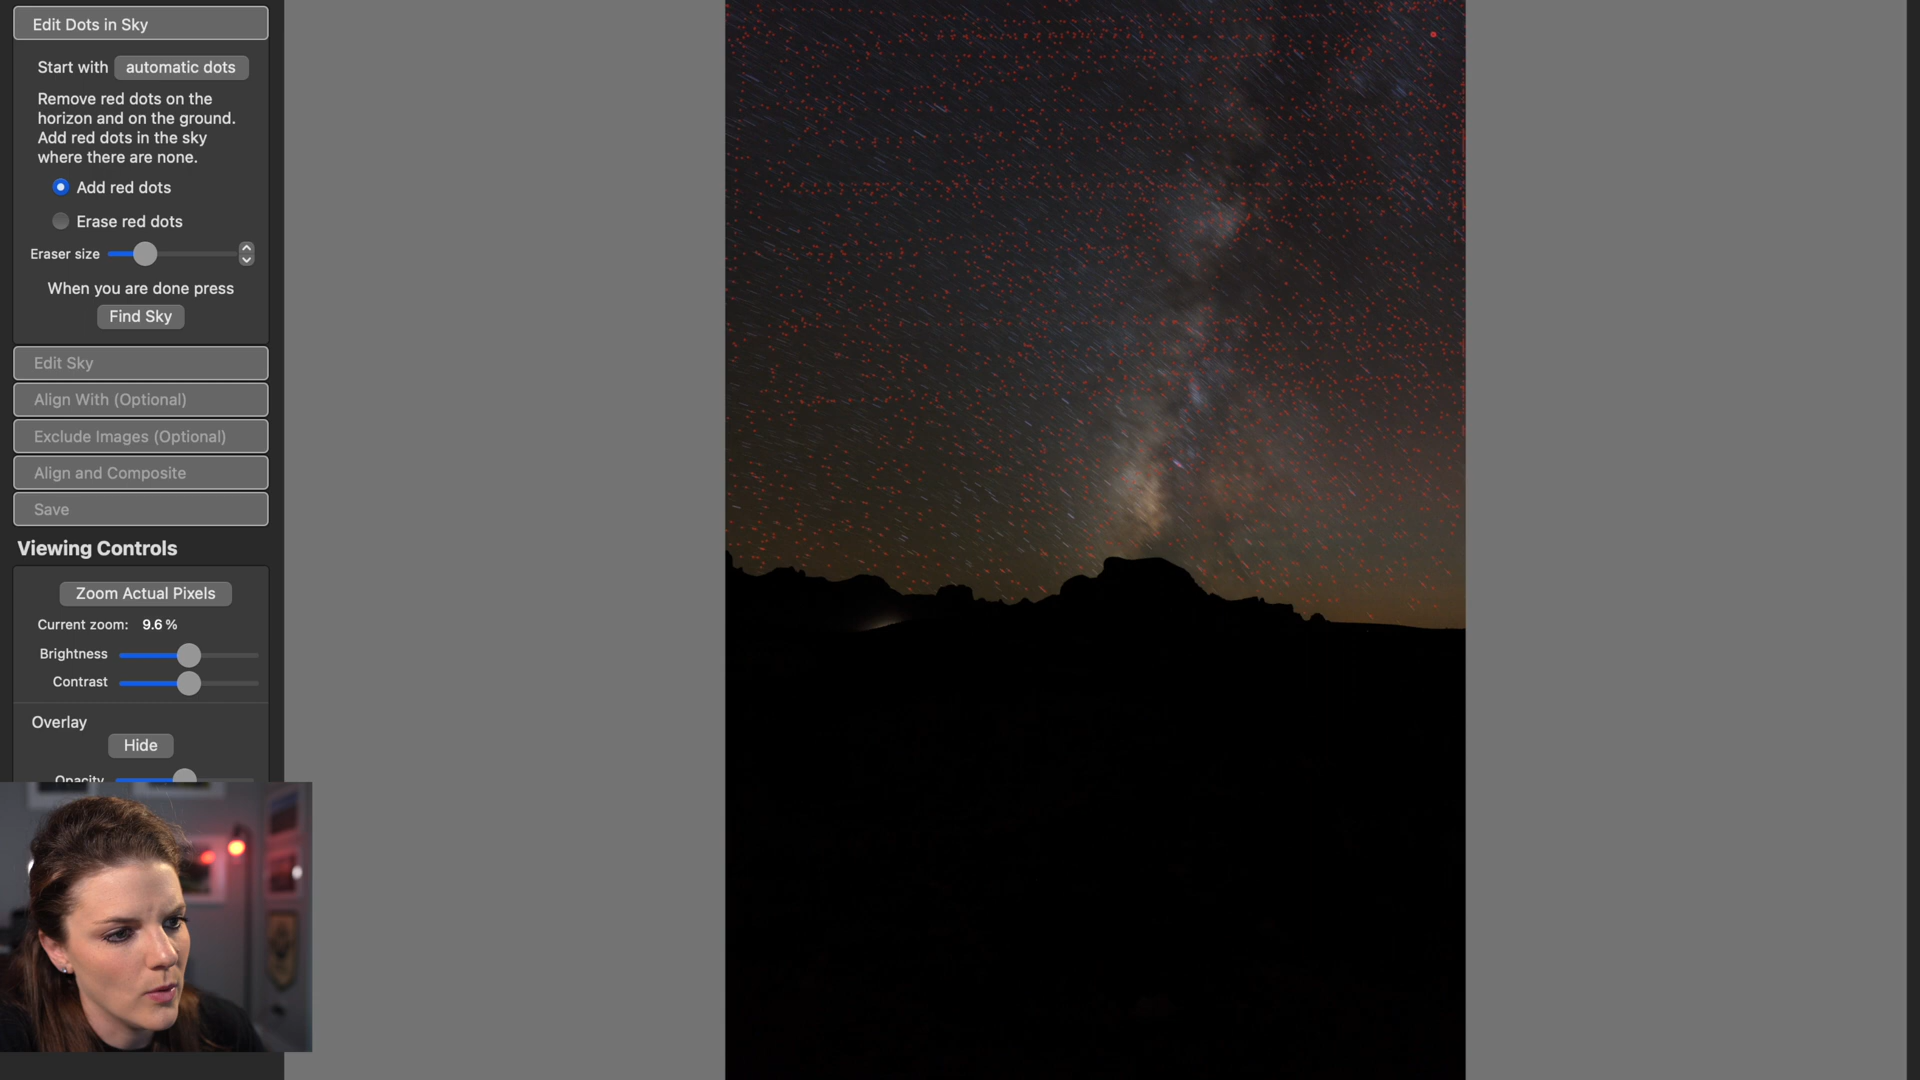 Edit Dots in Sky
Start with automatic dots
Remove red dots on the
horizon and on the ground.
Add red dots in the sky
where there are none.
Add red dots
Erase red dots
Eraser size
When you are done press
Find Sky
Edit Sky
Align With (Optional)
Exclude Images (Optional)
Align and Composite
Save
Viewing Controls
Zoom Actual Pixels
Current zoom: 9.6 %
Brightness
Contrast
Overlay
Hide
Opacity